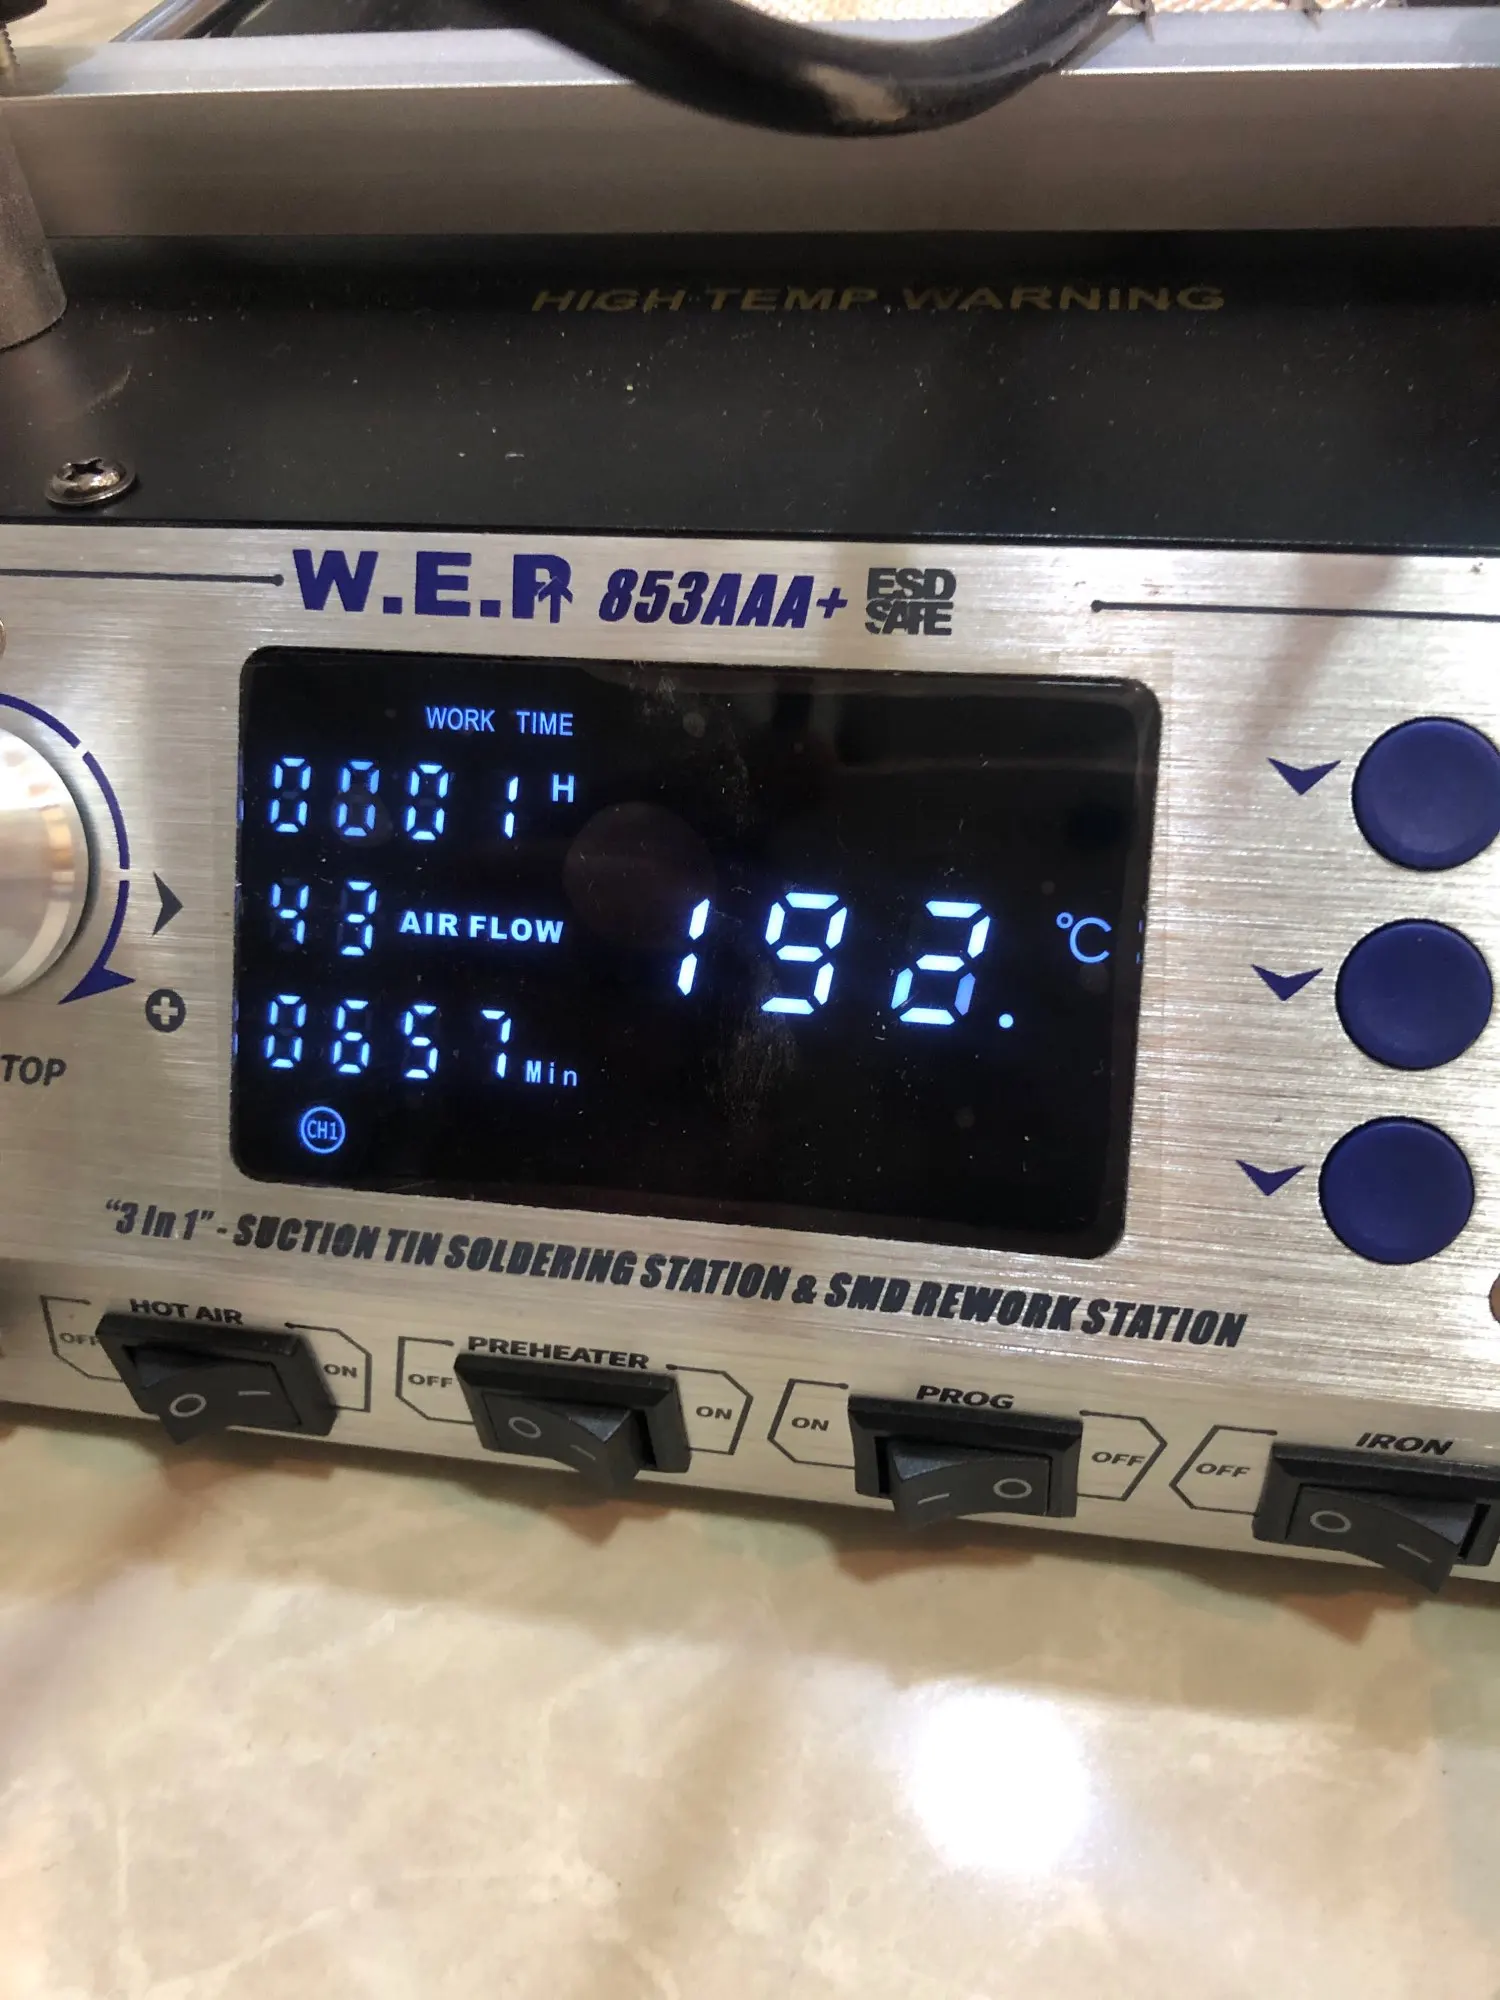 HIGH TEMP WARNING
W.E.P 853AAA+ ESD SAFE
WORK TIME
0001 H
43 AIR FLOW
192. °C
0657 Min
CH1
TOP
"3 In 1" - SUCTION TIN SOLDERING STATION & SMD REWORK STATION
HOT AIR
OFF ON
PREHEATER
OFF ON
PROG
ON OFF
IRON
OFF